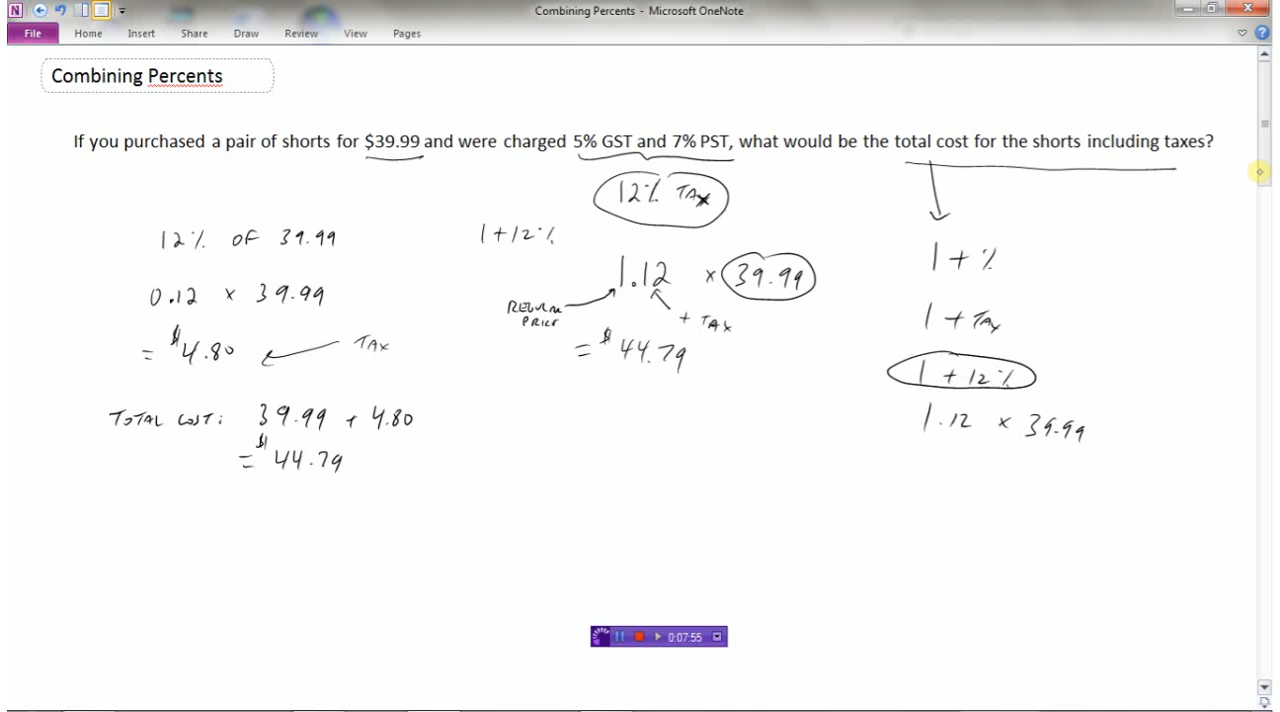 Combining Percents - Microsoft OneNote
File Home Insert Share Draw Review View Pages
Combining Percents
If you purchased a pair of shorts for $39.99 and were charged 5% GST and 7% PST, what would be the total cost for the shorts including taxes?
12% TAX
12% OF 39.99
0.12 × 39.99
= $4.80
TAX
TOTAL COST: 39.99 + 4.80
= $44.79
1+12%
1.12 × 39.99
REGULAR
PRICE
+ TAX
= $44.79
1 + %
1 + TAX
1 + 12%
1.12 × 39.99
0:07:55